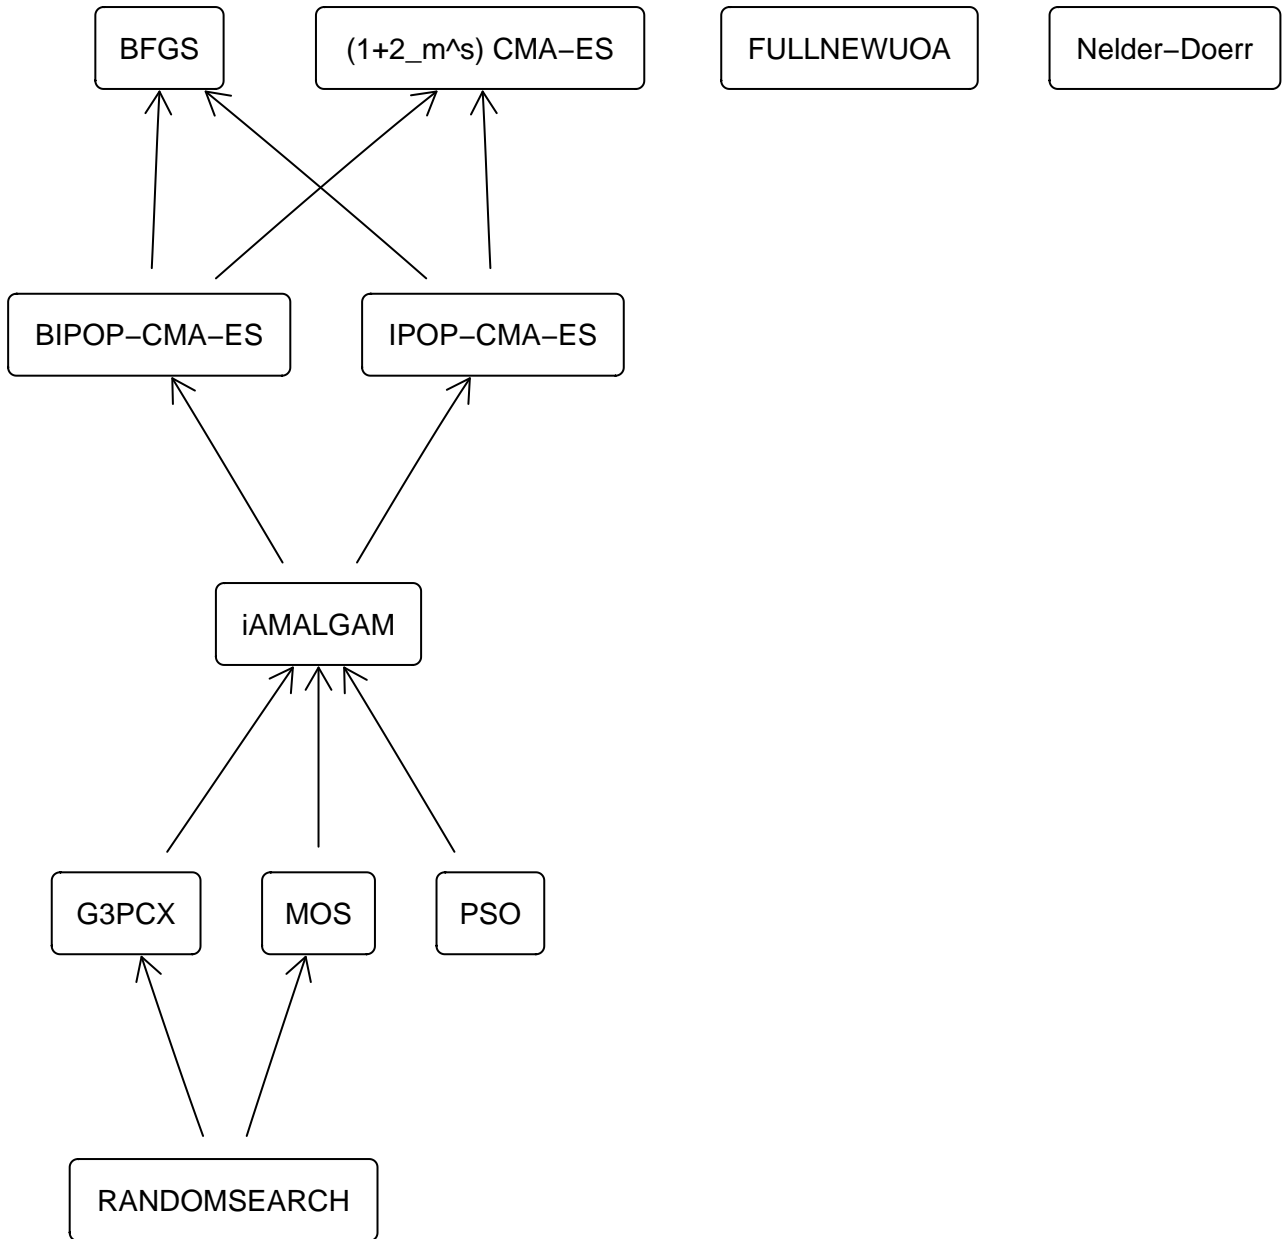 BFGS
(1+2_m^s) CMA−ES
FULLNEWUOA
Nelder−Doerr
BIPOP−CMA−ES
IPOP−CMA−ES
iAMALGAM
G3PCX
MOS
PSO
RANDOMSEARCH